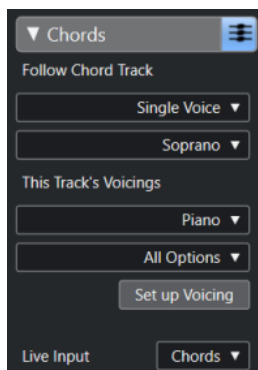 Chords
Follow Chord Track
Single Voice
Soprano
This Track's Voicings
Piano
All Options
Set up Voicing
Live Input Chords